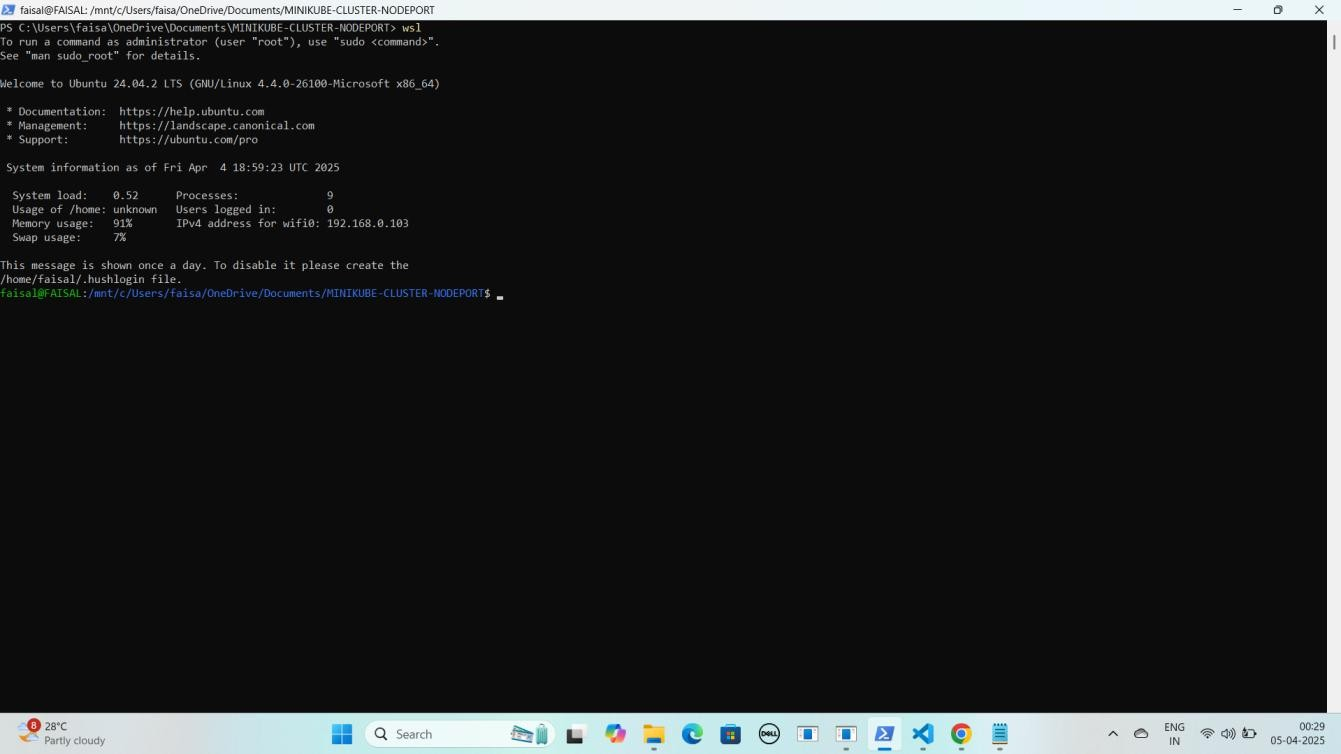 faisal@FAISAL: /mnt/c/Users/faisa/OneDrive/Documents/MINIKUBE-CLUSTER-NODEPORT
PS C:\Users\faisa\OneDrive\Documents\MINIKUBE-CLUSTER-NODEPORT> wsl
To run a command as administrator (user "root"), use "sudo <command>".
See "man sudo_root" for details.
Welcome to Ubuntu 24.04.2 LTS (GNU/Linux 4.4.0-26100-Microsoft x86_64)
* Documentation:  https://help.ubuntu.com
* Management:     https://landscape.canonical.com
* Support:        https://ubuntu.com/pro
System information as of Fri Apr  4 18:59:23 UTC 2025
System load:    0.52      Processes:              9
Usage of /home: unknown   Users logged in:        0
Memory usage:   91%       IPv4 address for wifi0: 192.168.0.103
Swap usage:     7%
This message is shown once a day. To disable it please create the
/home/faisal/.hushlogin file.
faisal@FAISAL:/mnt/c/Users/faisa/OneDrive/Documents/MINIKUBE-CLUSTER-NODEPORT$
8
28°C
Partly cloudy
Search
DELL
ENG
IN
00:29
05-04-2025